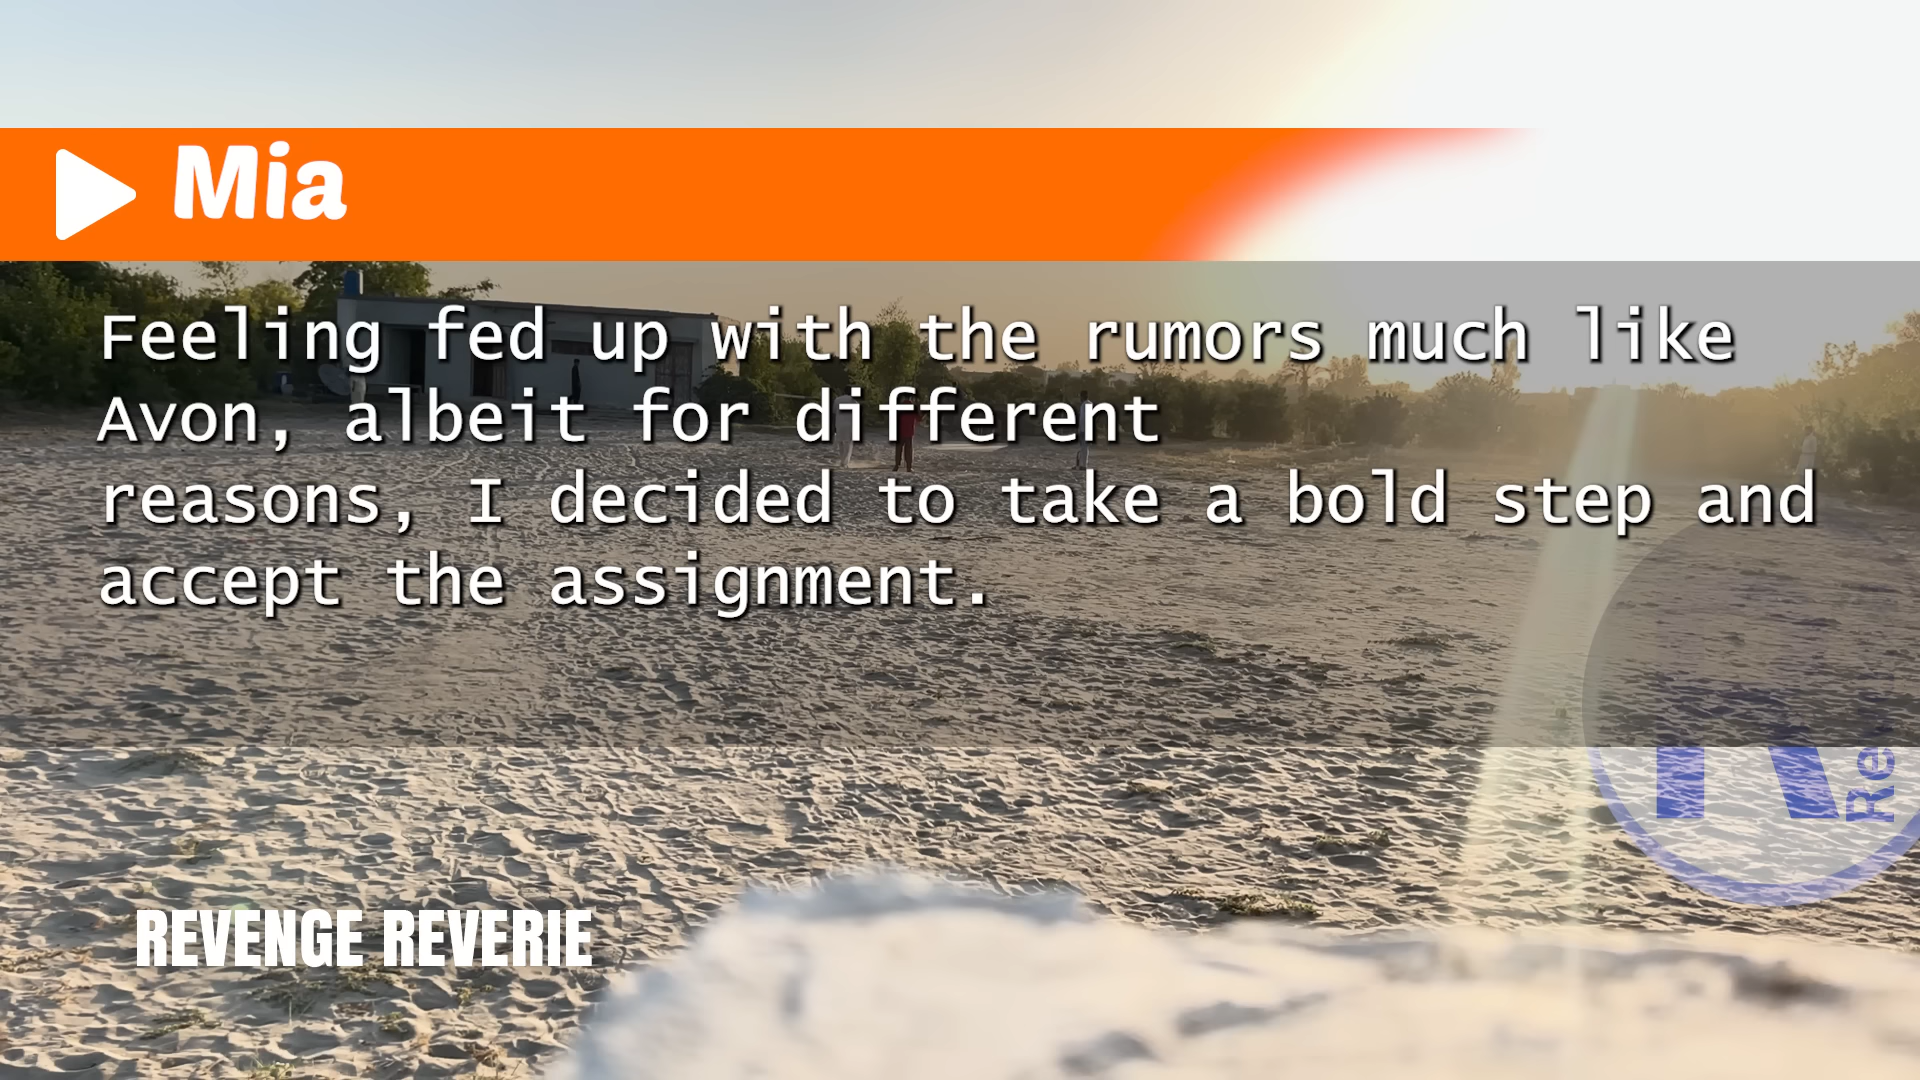 Mia
Feeling fed up with the rumors much like
Avon, albeit for different
reasons, I decided to take a bold step and
accept the assignment.
Re
REVENGE REVERIE